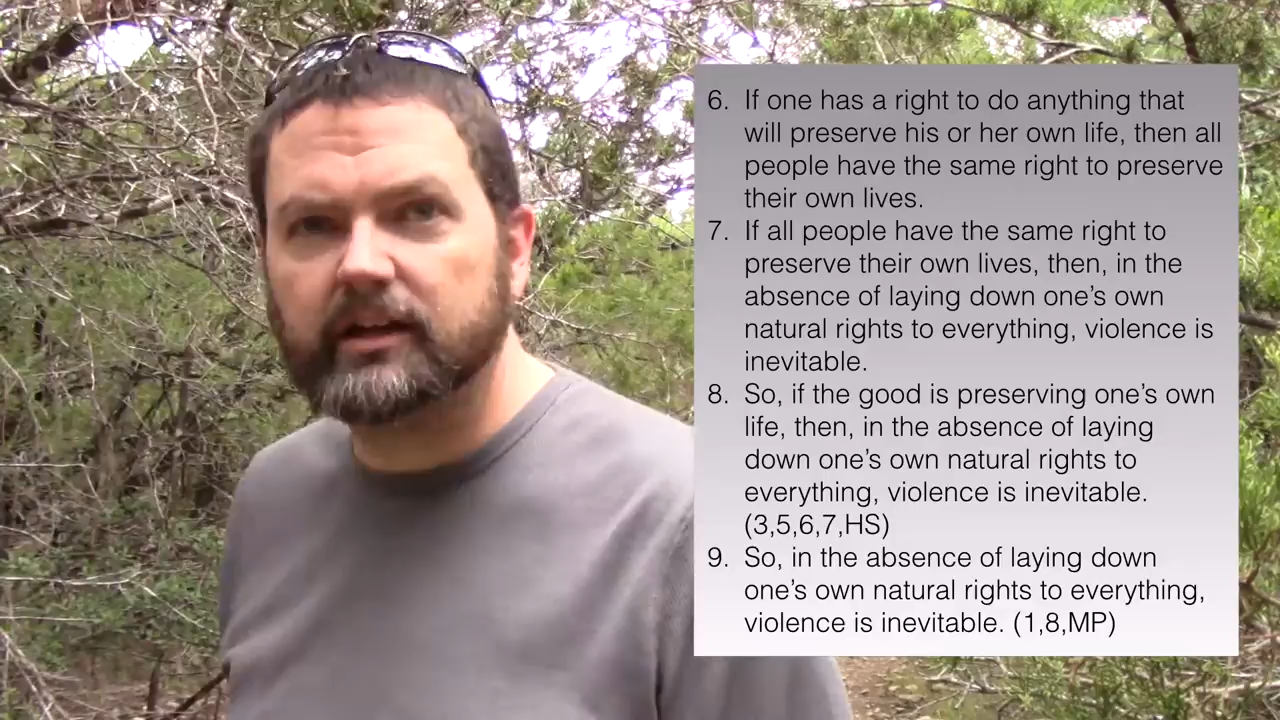 6. If one has a right to do anything that
will preserve his or her own life, then all
people have the same right to preserve
their own lives.
7. If all people have the same right to
preserve their own lives, then, in the
absence of laying down one’s own
natural rights to everything, violence is
inevitable.
8. So, if the good is preserving one’s own
life, then, in the absence of laying
down one’s own natural rights to
everything, violence is inevitable.
(3,5,6,7,HS)
9. So, in the absence of laying down
one’s own natural rights to everything,
violence is inevitable. (1,8,MP)